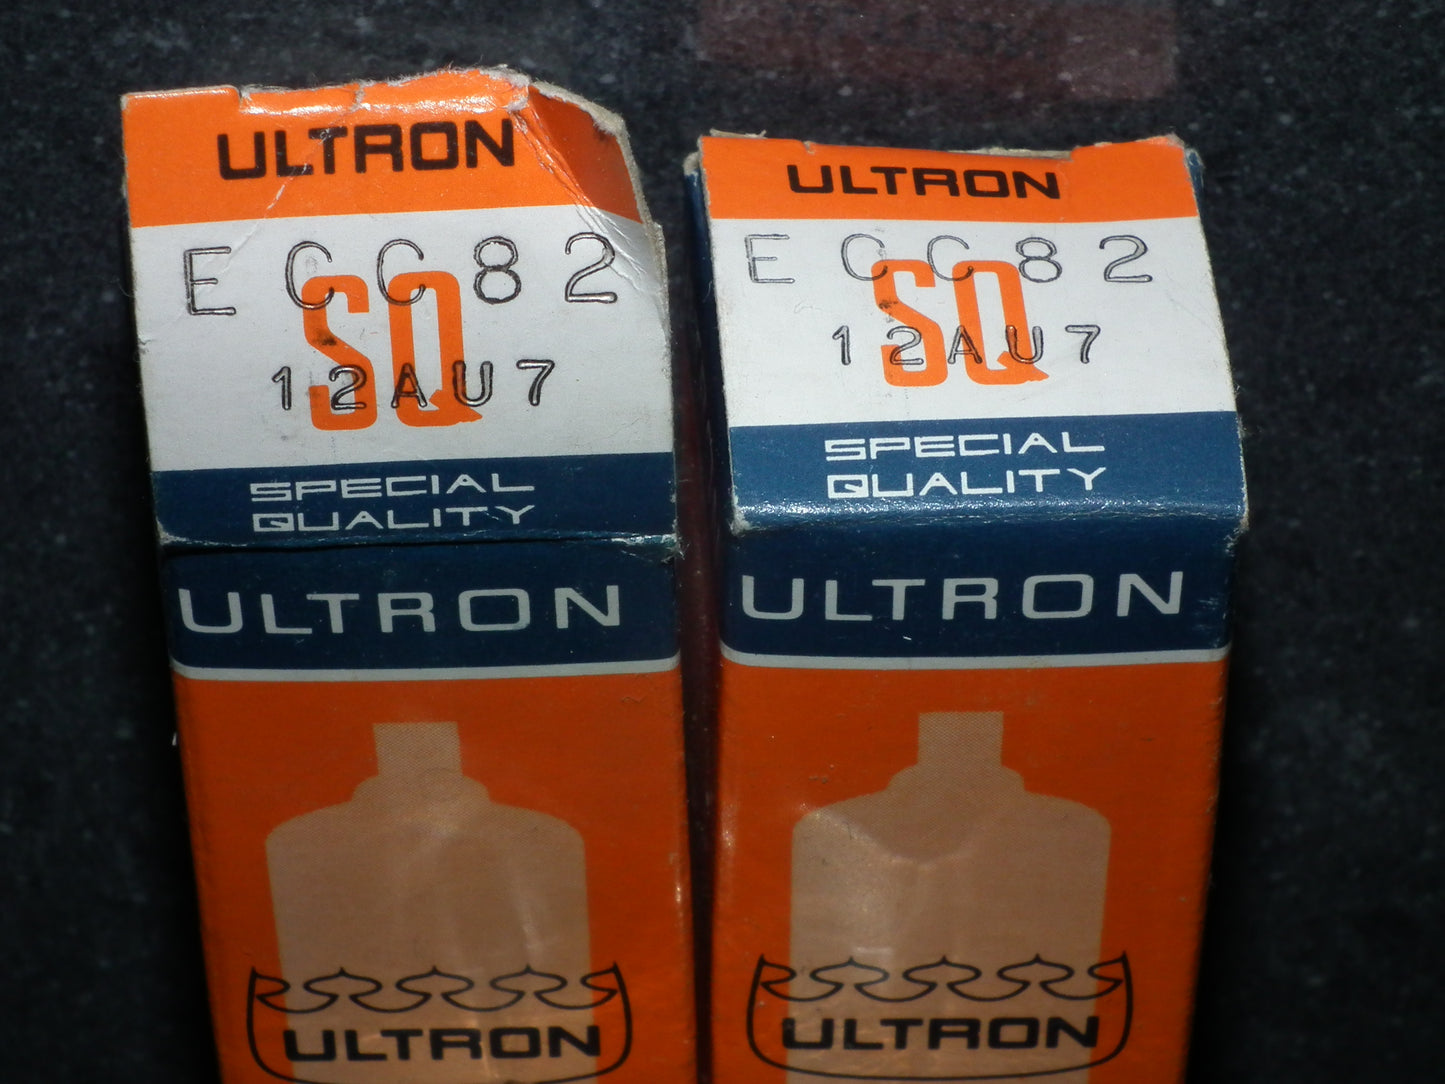 ULTRON
ECC82
SQ
12AU7
SPECIAL
QUALITY
ULTRON
ULTRON
ULTRON
ECC82
SQ
12AU7
SPECIAL
QUALITY
ULTRON
ULTRON